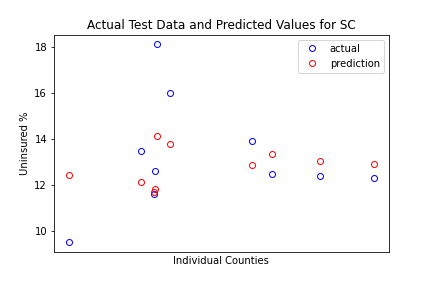 Actual Test Data and Predicted Values for SC
actual
prediction
18
16
14
12
10
Uninsured %
Individual Counties